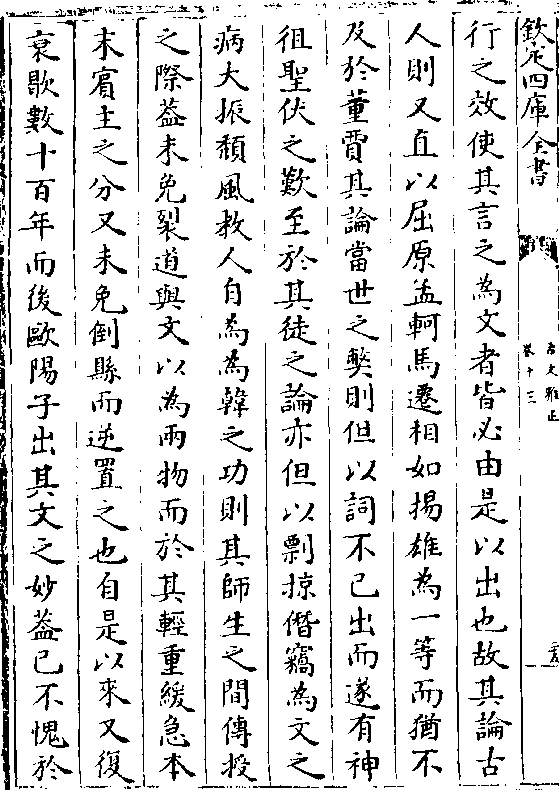 欽定四庫全書
古文雅正
卷十三
行之效使其言之為文者皆必由是以出也故其論古
人則又直以屈原孟軻馬遷相如揚雄為一等而猶不
及於董賈其論當世之弊則但以詞不已出而遂有神
徂聖伏之歎至於其徒之論亦但以剽掠僭竊為文之
病大振頽風敎人自為為韓之功則其師生之間傳授
之際葢未免裂道與文以為兩物而於其輕重緩急本
末賓主之分又未免倒縣而逆置之也自是以來又復
衰歇數十百年而後歐陽子出其文之妙葢已不愧於